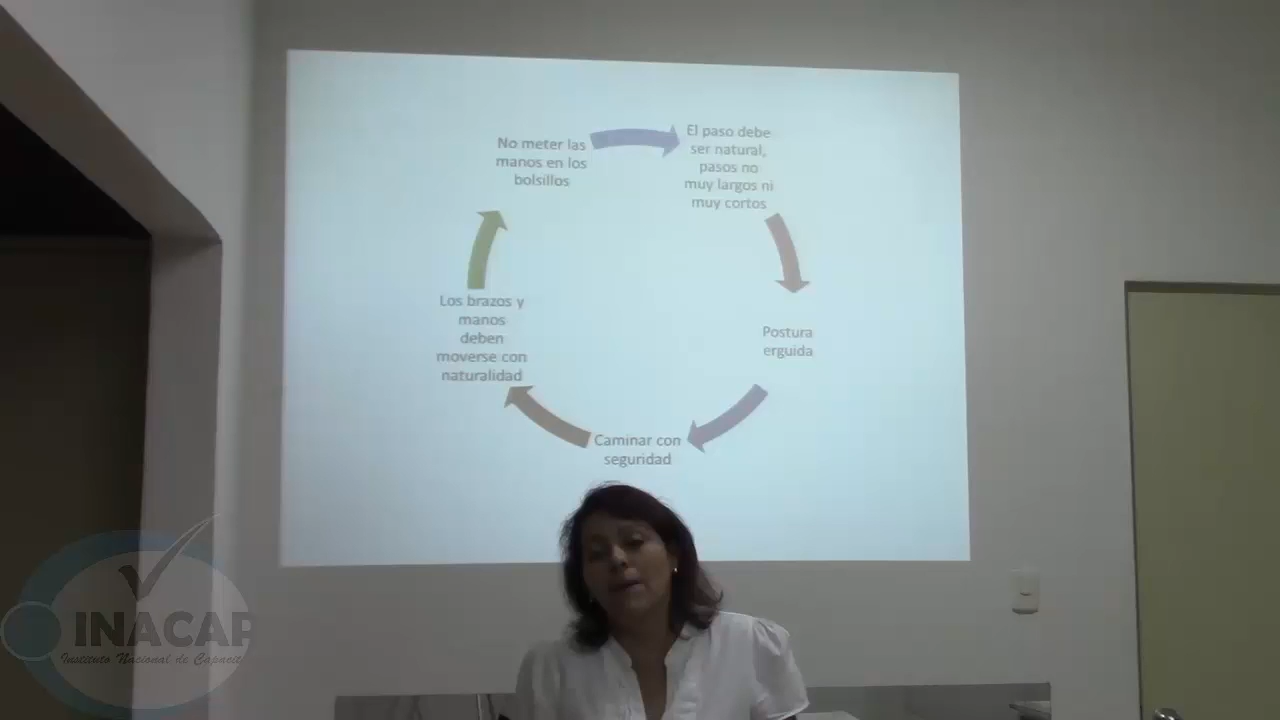 No meter las
manos en los
bolsillos
El paso debe
ser natural,
pasos no
muy largos ni
muy cortos
Postura
erguida
Caminar con
seguridad
Los brazos y
manos
deben
moverse con
naturalidad
INACAP
Instituto Nacional de Capacit